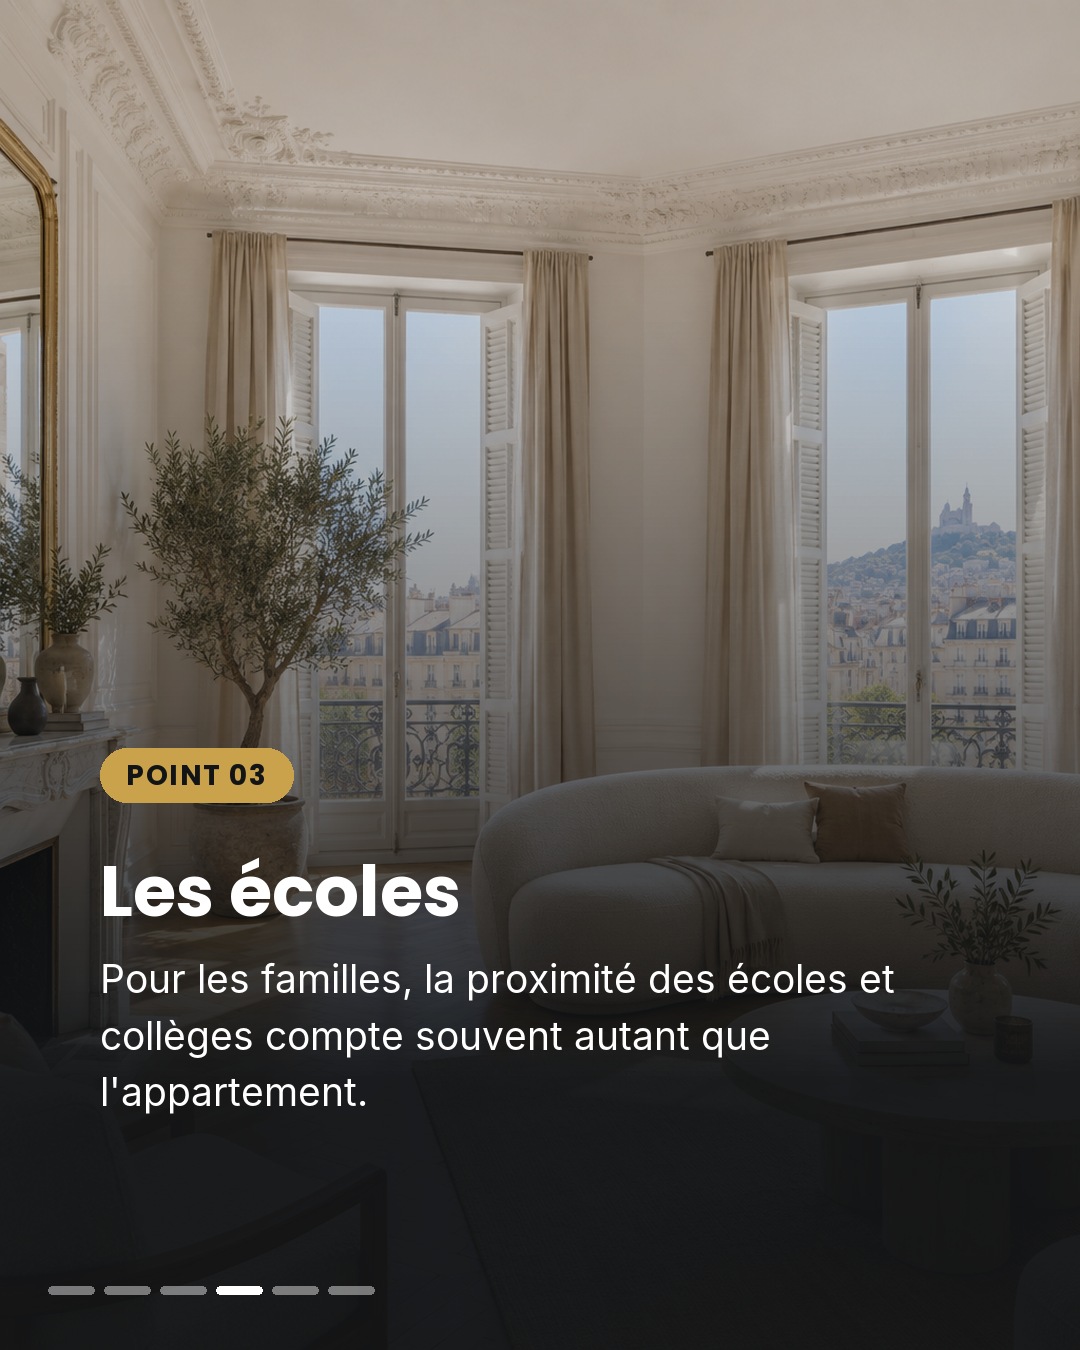 POINT 03
Les écoles
Pour les familles, la proximité des écoles et
collèges compte souvent autant que
l'appartement.